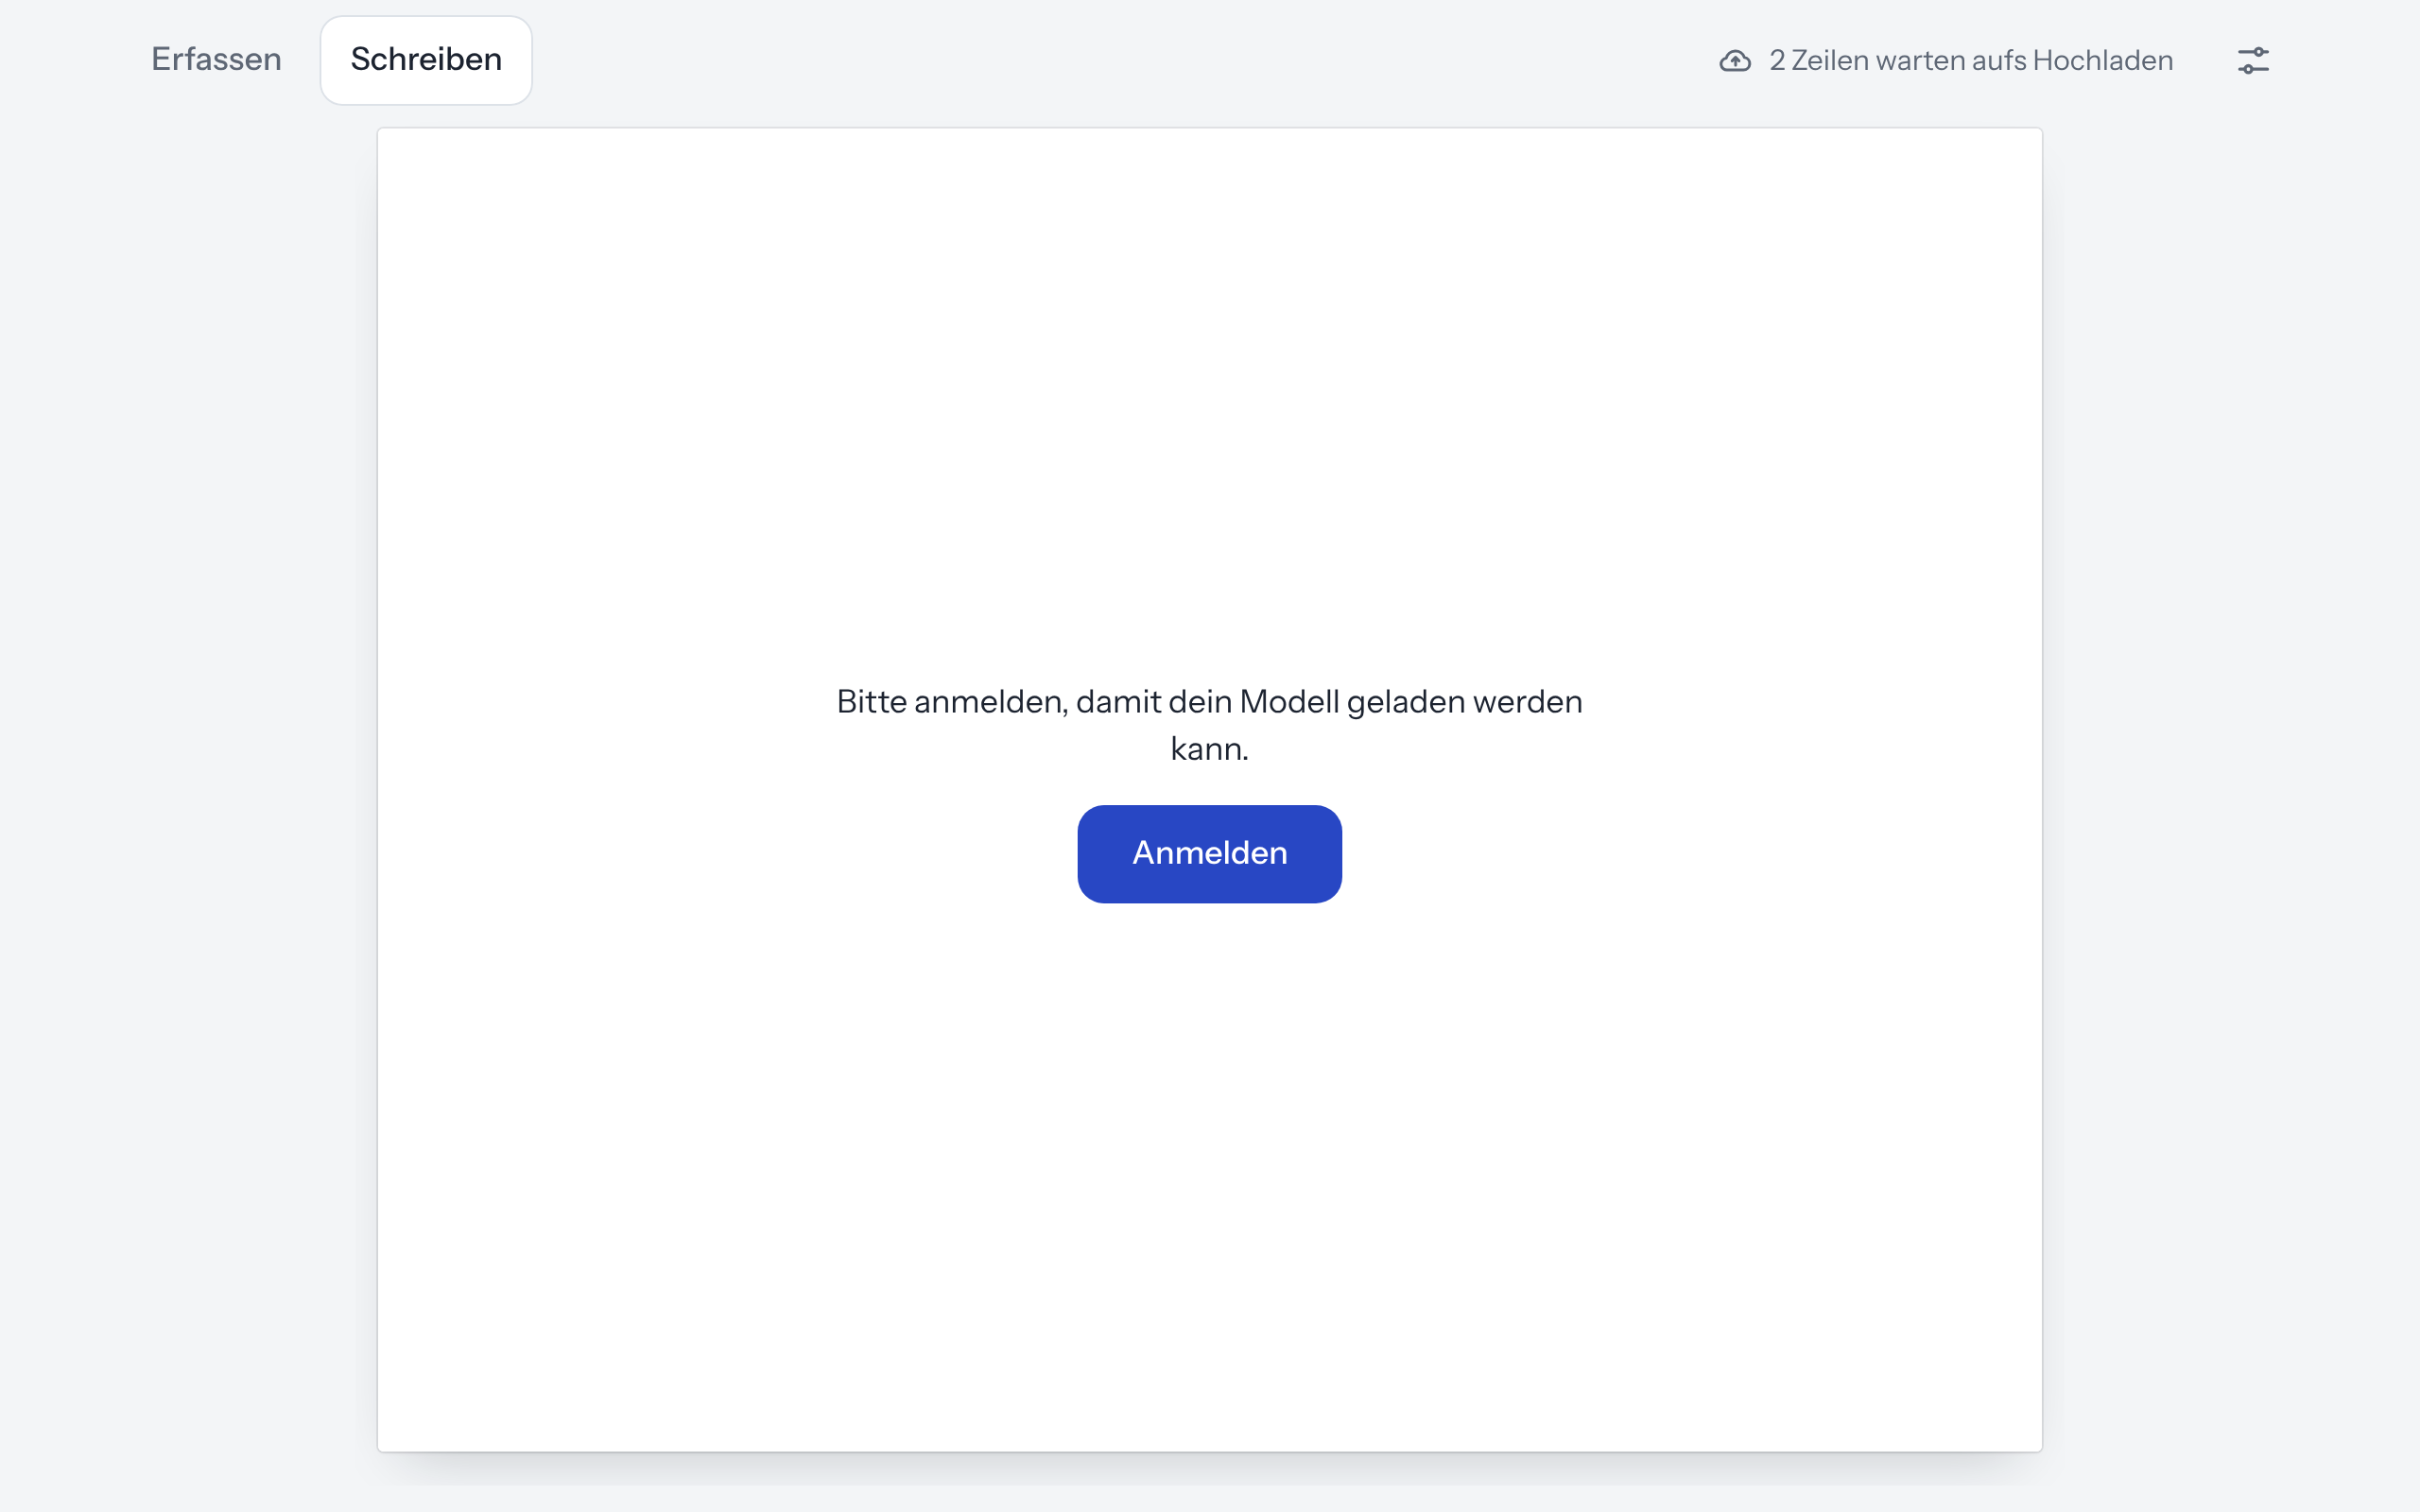 Erfassen
Schreiben
2 Zeilen warten aufs Hochladen
Bitte anmelden, damit dein Modell geladen werden
kann.
Anmelden